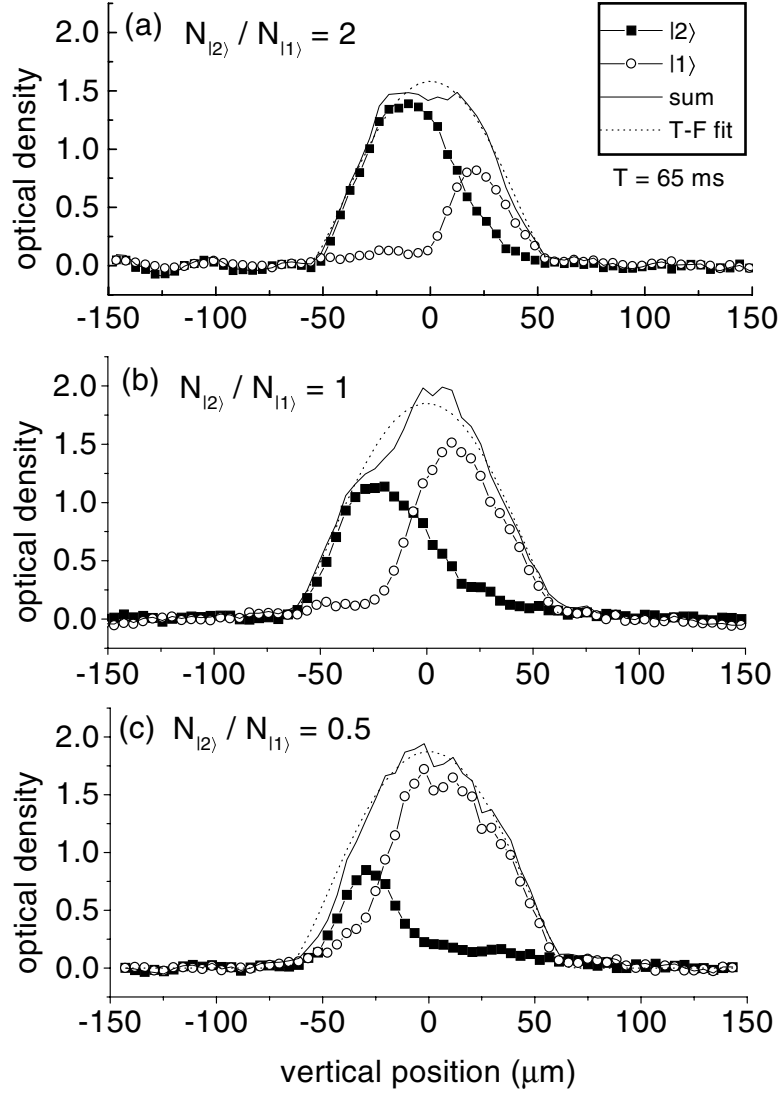 (a) N|2⟩ / N|1⟩ = 2
|2⟩
|1⟩
sum
T-F fit
T = 65 ms
optical density
2.0
1.5
1.0
0.5
0.0
-150 -100 -50 0 50 100 150
(b) N|2⟩ / N|1⟩ = 1
optical density
2.0
1.5
1.0
0.5
0.0
-150 -100 -50 0 50 100 150
(c) N|2⟩ / N|1⟩ = 0.5
optical density
2.0
1.5
1.0
0.5
0.0
-150 -100 -50 0 50 100 150
vertical position (μm)